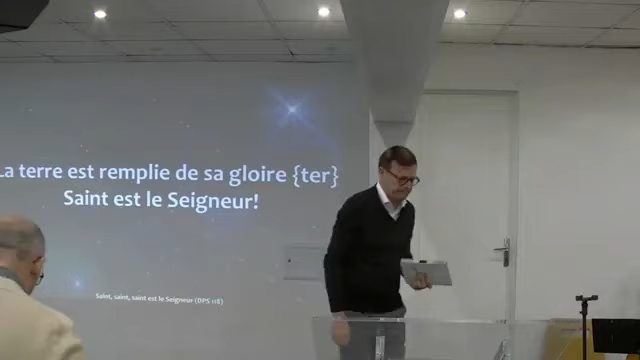 La terre est remplie de sa gloire {ter}
Saint est le Seigneur!
Saint, saint, saint est le Seigneur (DPS 118)